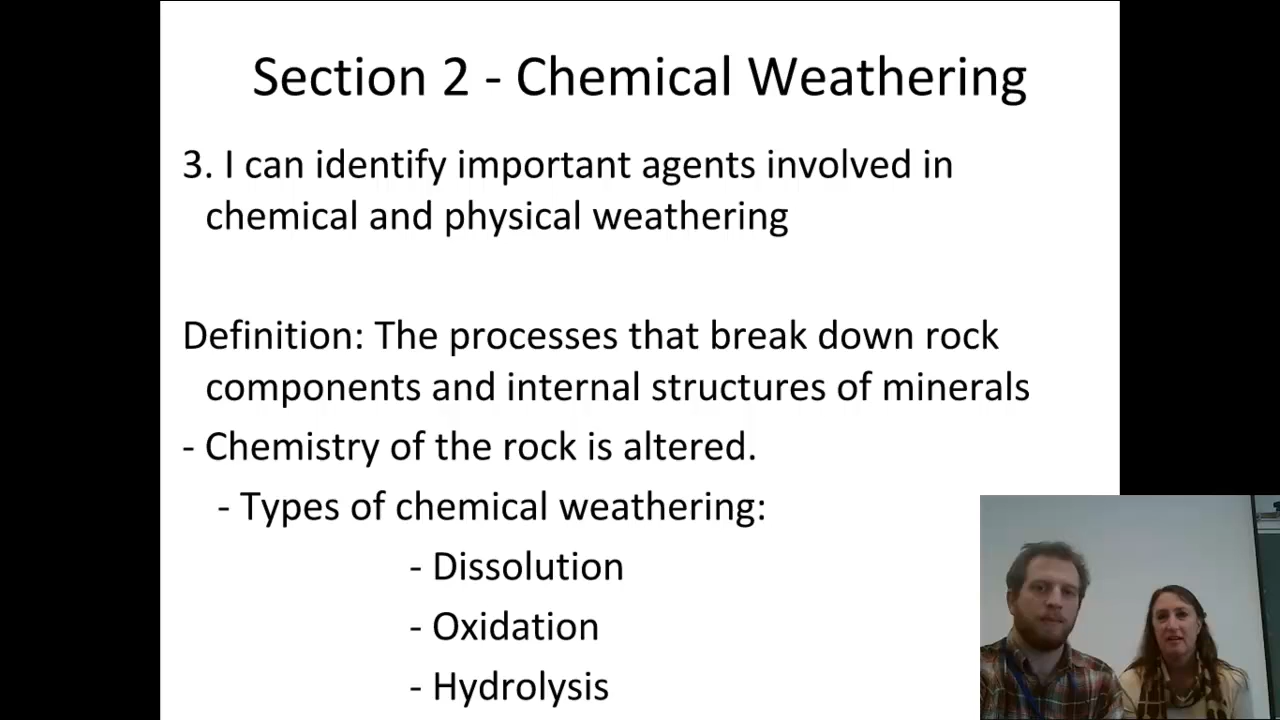 Section 2 - Chemical Weathering
3. I can identify important agents involved in
chemical and physical weathering
Definition: The processes that break down rock
components and internal structures of minerals
- Chemistry of the rock is altered.
- Types of chemical weathering:
- Dissolution
- Oxidation
- Hydrolysis